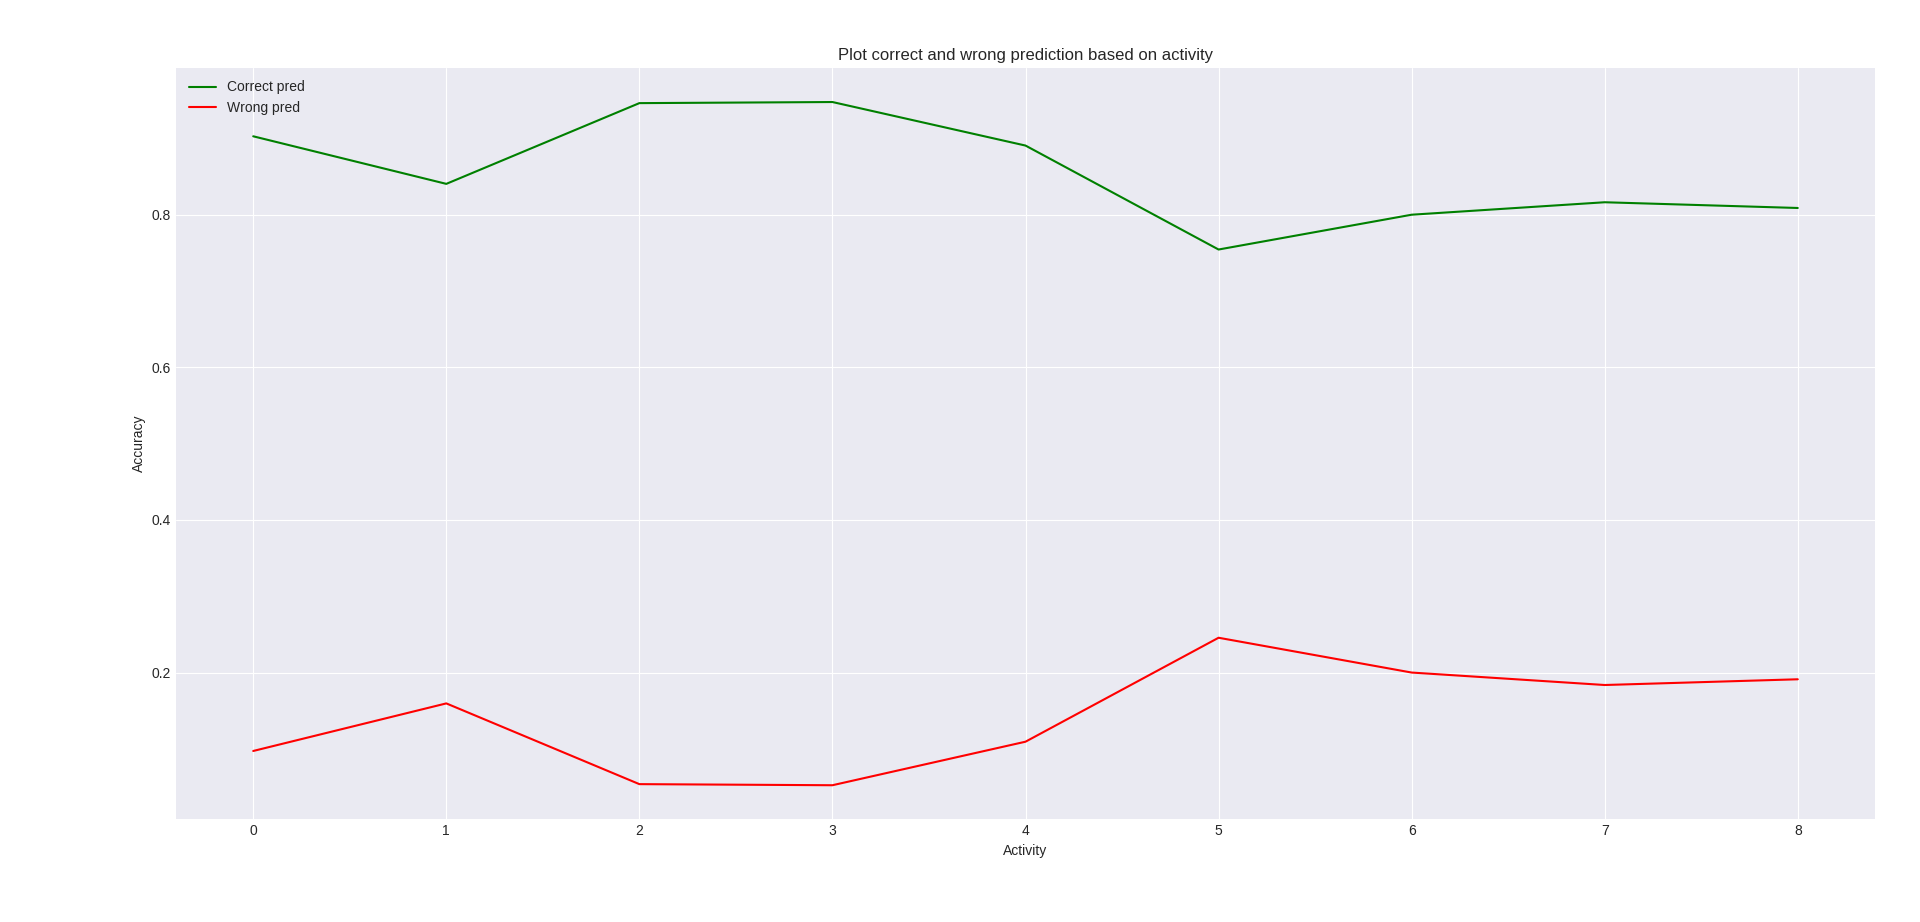 Plot correct and wrong prediction based on activity
Correct pred
Wrong pred
0.8
0.6
0.4
0.2
Accuracy
0 1 2 3 4 5 6 7 8
Activity